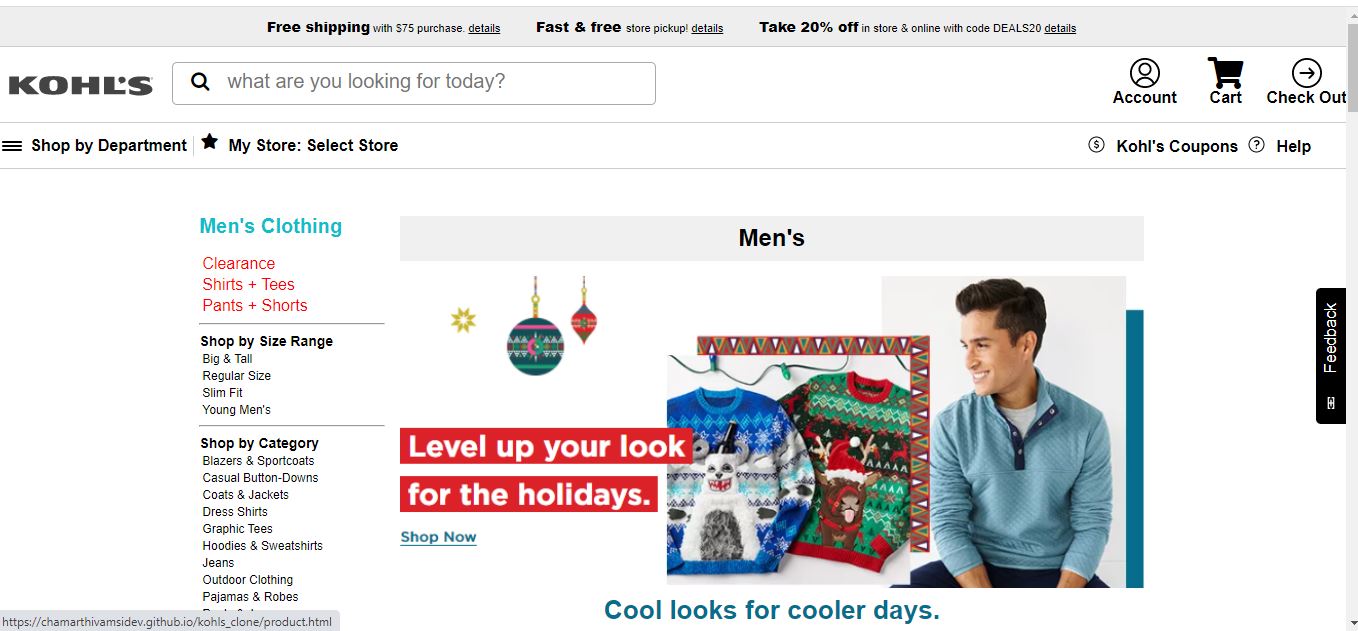 Free shipping with $75 purchase. details Fast & free store pickup! details Take 20% off in store & online with code DEALS20 details
KOHL'S what are you looking for today? Account Cart Check Out
Shop by Department My Store: Select Store Kohl's Coupons Help
Men's Clothing
Clearance
Shirts + Tees
Pants + Shorts
Shop by Size Range
Big & Tall
Regular Size
Slim Fit
Young Men's
Shop by Category
Blazers & Sportcoats
Casual Button-Downs
Coats & Jackets
Dress Shirts
Graphic Tees
Hoodies & Sweatshirts
Jeans
Outdoor Clothing
Pajamas & Robes
Men's
Level up your look
for the holidays.
Shop Now
Cool looks for cooler days.
Feedback
https://chamarthivamsidev.github.io/kohls_clone/product.html